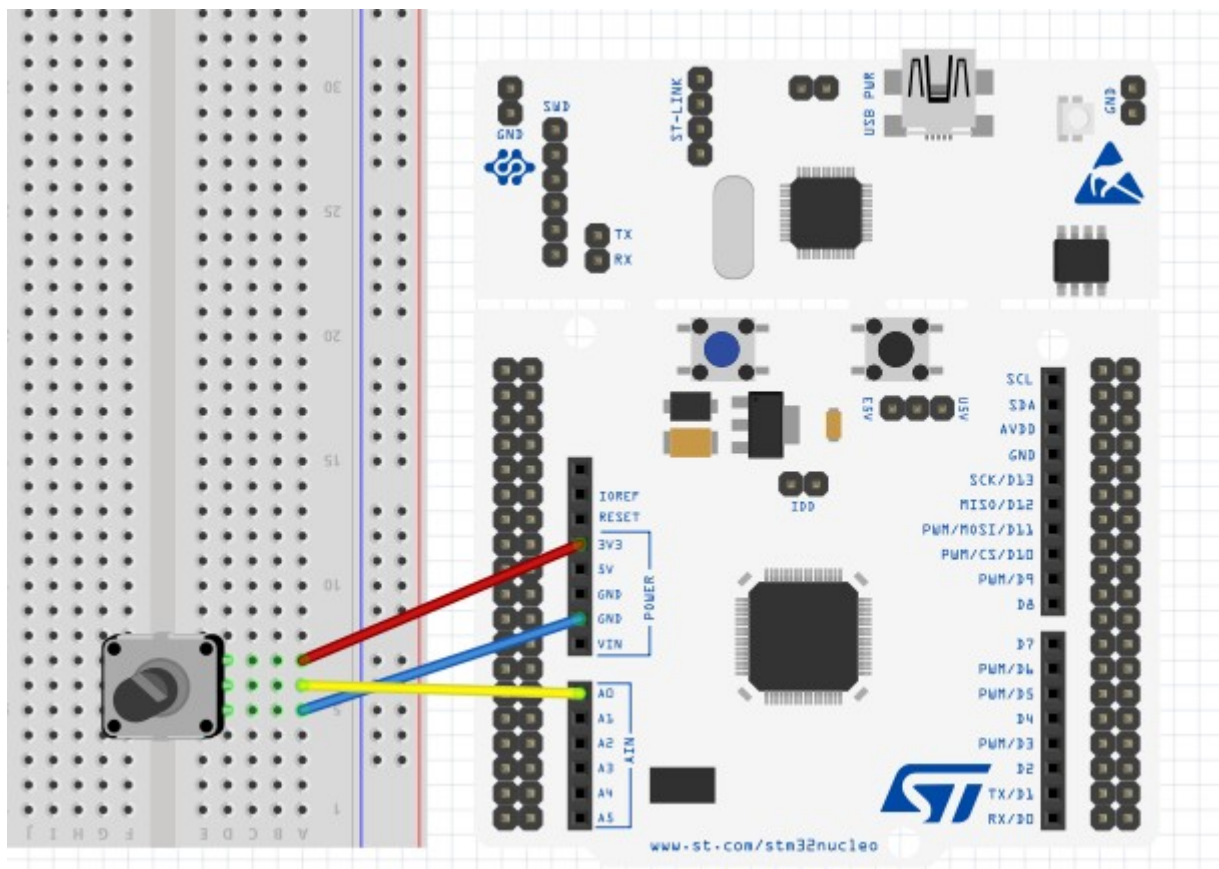 30
25
20
15
10
5
1
J I H G F E D C B A
GND
SWD
TX
RX
ST-LINK
USB PWR
GND
E5V
U5V
IDD
IOREF
RESET
3V3
5V
GND
GND
VIN
POWER
A0
A1
A2
A3
A4
A5
AIN
SCL
SDA
AVDD
GND
SCK/D13
MISO/D12
PWM/MOSI/D11
PWM/CS/D10
PWM/D9
D8
D7
PWM/D6
PWM/D5
D4
PWM/D3
D2
TX/D1
RX/D0
ST
www.st.com/stm32nucleo